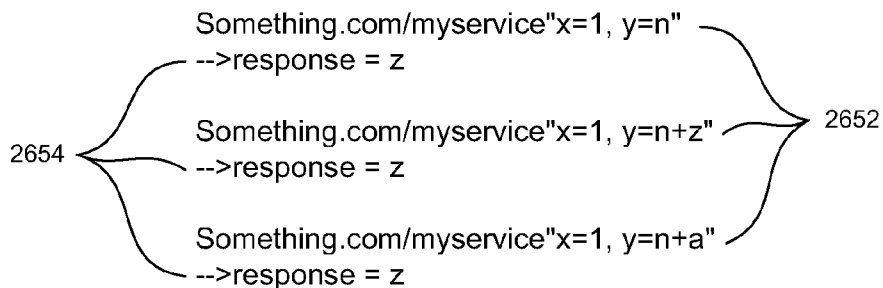 Something.com/myservice"x=1, y=n"
-->response = z
2652
Something.com/myservice"x=1, y=n+z"
2654
-->response = z
Something.com/myservice"x=1, y=n+a"
-->response = z